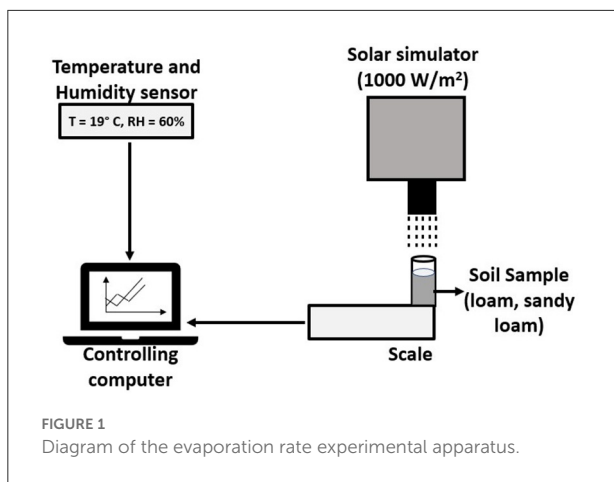 Temperature and
Humidity sensor
T = 19° C, RH = 60%
Solar simulator
(1000 W/m²)
Soil Sample
(loam, sandy
loam)
Scale
Controlling
computer
FIGURE 1
Diagram of the evaporation rate experimental apparatus.